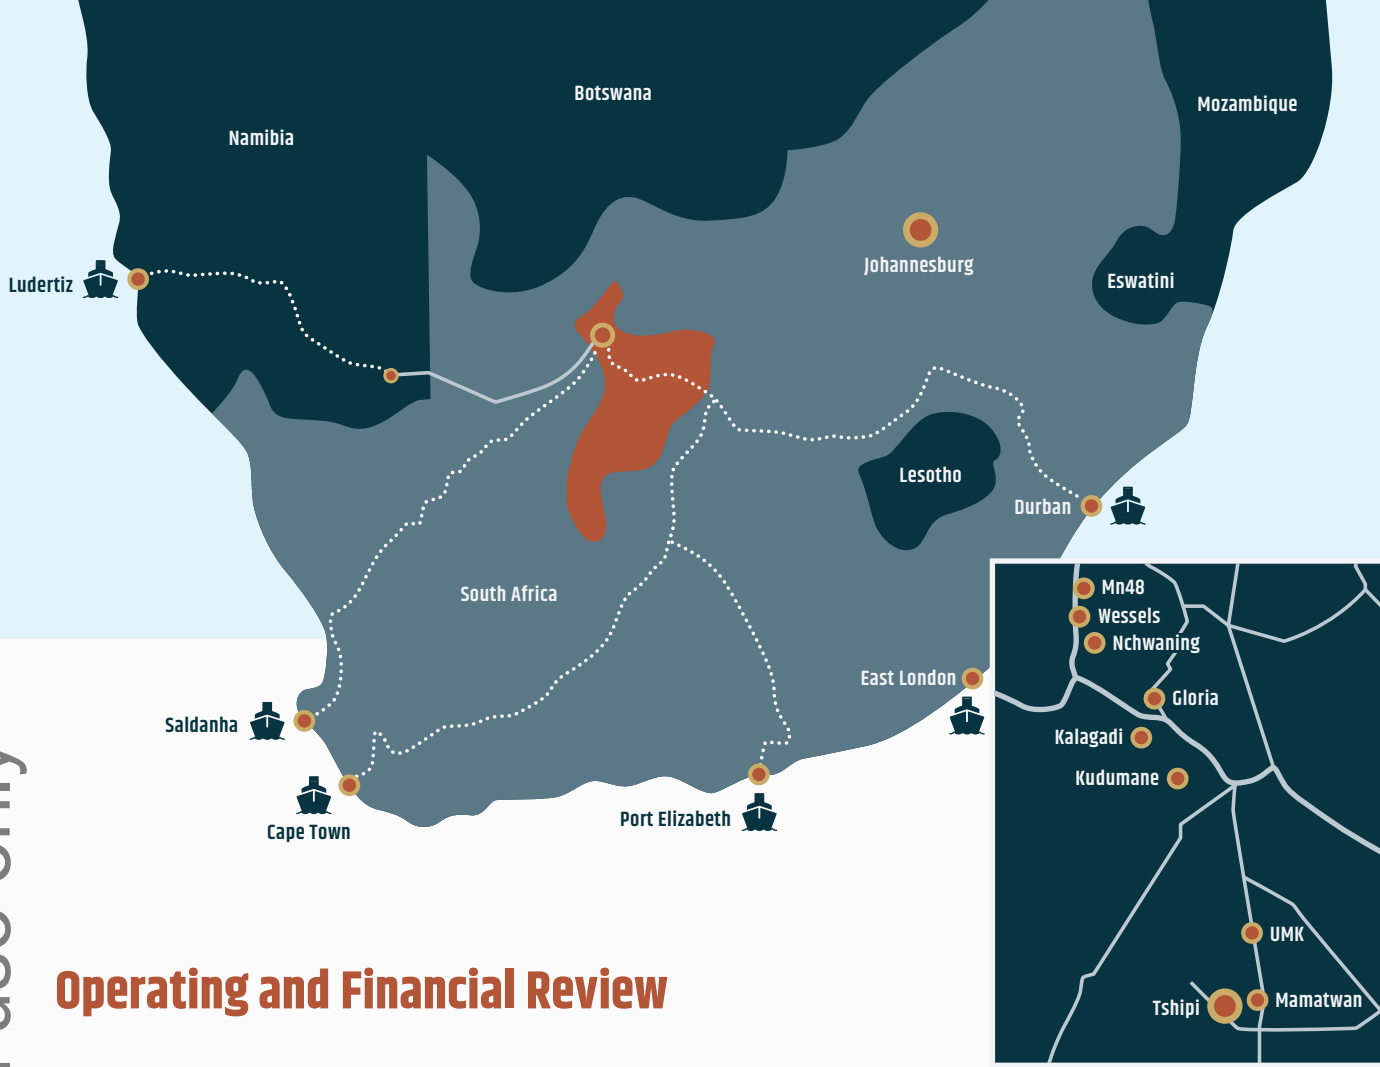 Botswana
Mozambique
Namibia
Johannesburg
Eswatini
Ludertiz
Lesotho
Durban
South Africa
East London
Saldanha
Cape Town
Port Elizabeth
Mn48
Wessels
Nchwaning
Gloria
Kalagadi
Kudumane
UMK
Mamatwan
Tshipi
Operating and Financial Review